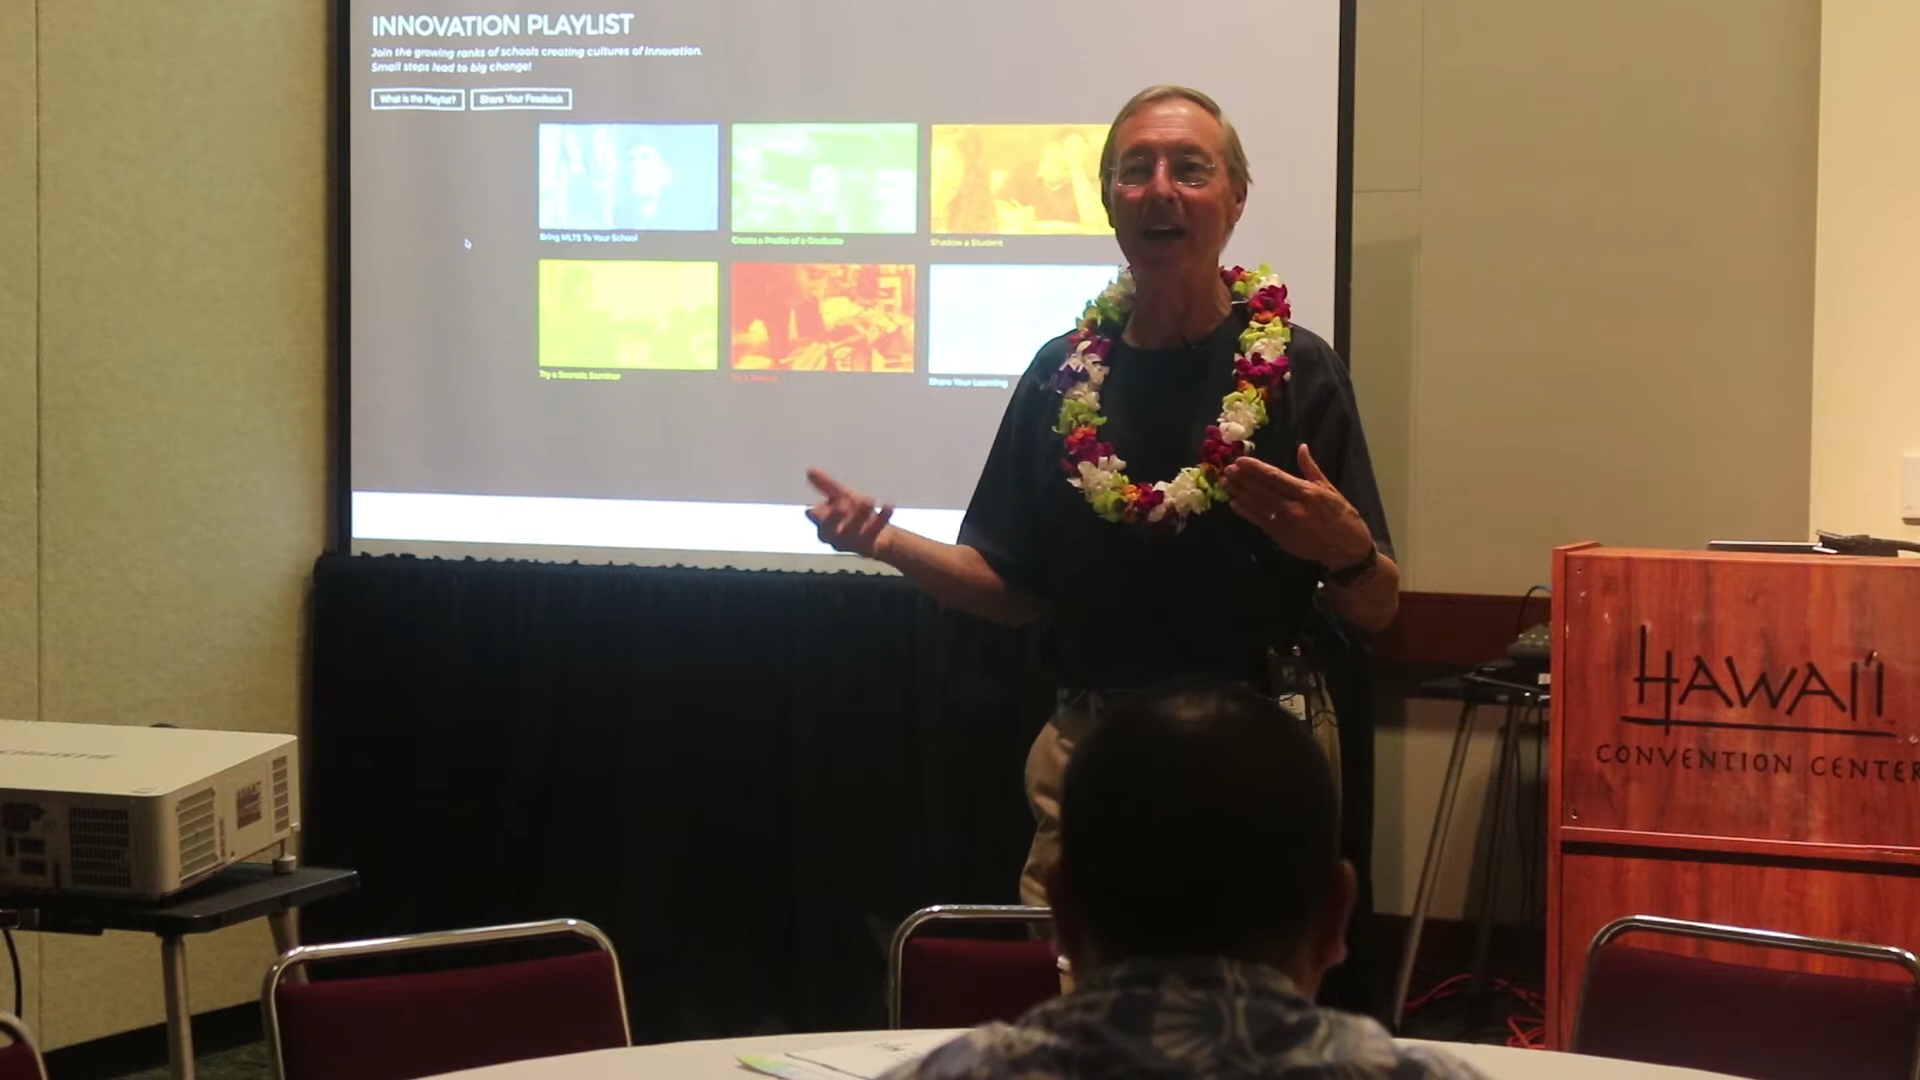 INNOVATION PLAYLIST
Join the growing ranks of schools creating cultures of innovation.
Small steps lead to big change!
What is the Playlist? Share Your Feedback
Bring MLTS To Your School
Create a Profile of a Graduate
Shadow a Student
Try a Socratic Seminar
Share Your Learning
CHRISTIE
HAWAI'I
CONVENTION CENTER